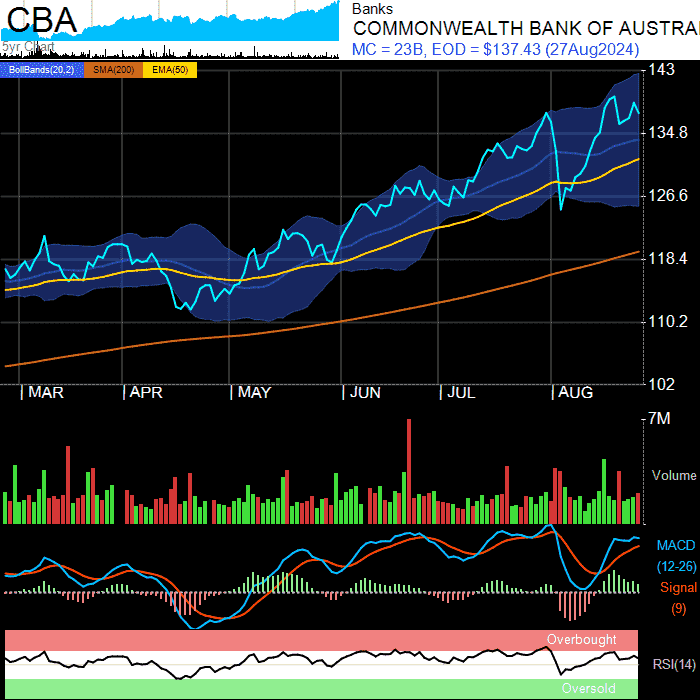 CBA
5yr Chart
Banks
COMMONWEALTH BANK OF AUSTRA
MC = 23B, EOD = $137.43 (27Aug2024)
BollBands(20,2) SMA(200) EMA(50)
143
134.8
126.6
118.4
110.2
102
MAR APR MAY JUN JUL AUG
7M
Volume
MACD
(12-26)
Signal
(9)
Overbought
RSI(14)
Oversold